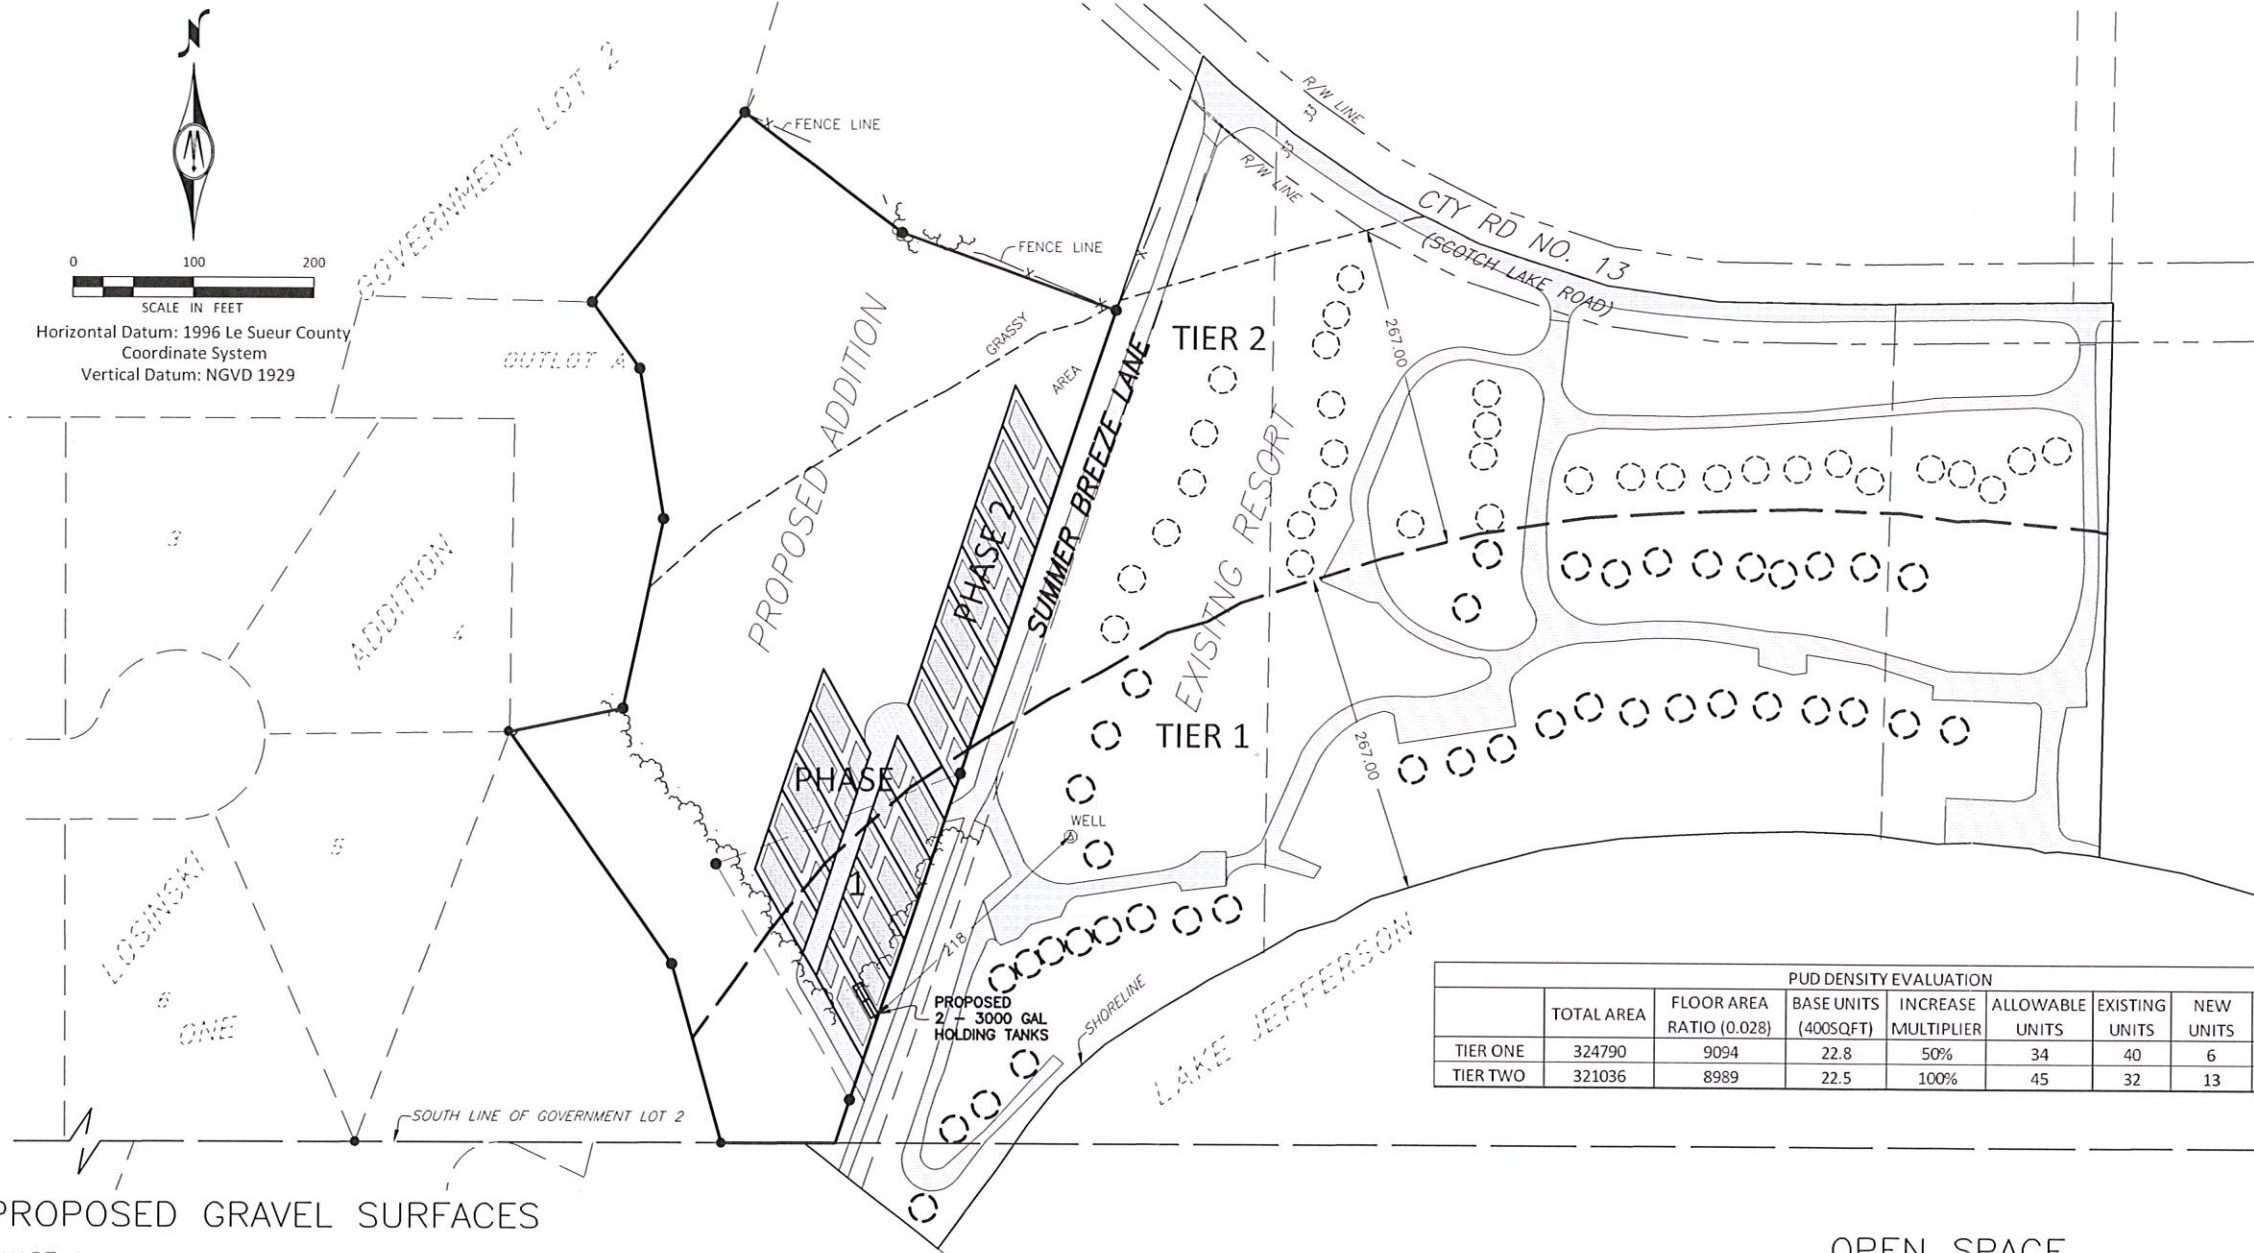 N
0 100 200
SCALE IN FEET
Horizontal Datum: 1996 Le Sueur County
Coordinate System
Vertical Datum: NGVD 1929
GOVERNMENT LOT 2
OUTLOT A
FENCE LINE
FENCE LINE
R/W LINE
33
33
R/W LINE
CTY RD NO. 13
(SCOTCH LAKE ROAD)
GRASSY
AREA
PROPOSED ADDITION
TIER 2
SUMMER BREEZE LANE
EXISTING RESORT
267.00
PHASE 2
3
ADDITION
4
5
LOSINSKI
6
ONE
PHASE
1
TIER 1
267.00
WELL
218
PROPOSED
2 - 3000 GAL
HOLDING TANKS
SHORELINE
LAKE JEFFERSON
SOUTH LINE OF GOVERNMENT LOT 2
PUD DENSITY EVALUATION
TOTAL AREA FLOOR AREA RATIO (0.028) BASE UNITS (400SQFT) INCREASE MULTIPLIER ALLOWABLE UNITS EXISTING UNITS NEW UNITS
TIER ONE 324790 9094 22.8 50% 34 40 6
TIER TWO 321036 8989 22.5 100% 45 32 13
PROPOSED GRAVEL SURFACES
OPEN SPACE